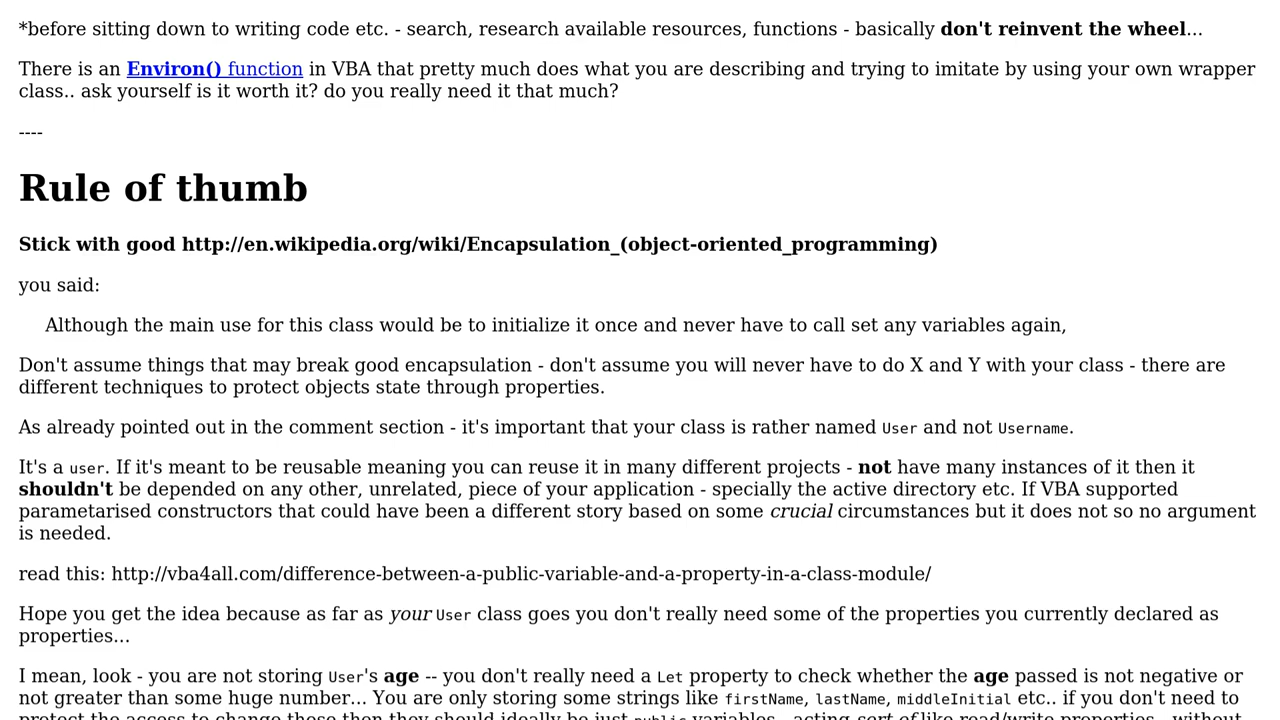 *before sitting down to writing code etc. - search, research available resources, functions - basically don't reinvent the wheel...
There is an Environ() function in VBA that pretty much does what you are describing and trying to imitate by using your own wrapper
class.. ask yourself is it worth it? do you really need it that much?
----
Rule of thumb
Stick with good http://en.wikipedia.org/wiki/Encapsulation_(object-oriented_programming)
you said:
Although the main use for this class would be to initialize it once and never have to call set any variables again,
Don't assume things that may break good encapsulation - don't assume you will never have to do X and Y with your class - there are
different techniques to protect objects state through properties.
As already pointed out in the comment section - it's important that your class is rather named User and not Username.
It's a user. If it's meant to be reusable meaning you can reuse it in many different projects - not have many instances of it then it
shouldn't be depended on any other, unrelated, piece of your application - specially the active directory etc. If VBA supported
parametarised constructors that could have been a different story based on some crucial circumstances but it does not so no argument
is needed.
read this: http://vba4all.com/difference-between-a-public-variable-and-a-property-in-a-class-module/
Hope you get the idea because as far as your User class goes you don't really need some of the properties you currently declared as
properties...
I mean, look - you are not storing User's age -- you don't really need a Let property to check whether the age passed is not negative or
not greater than some huge number... You are only storing some strings like firstName, lastName, middleInitial etc.. if you don't need to
protect the access to change those then they should ideally be just public variables - acting sort of like read/write properties - without